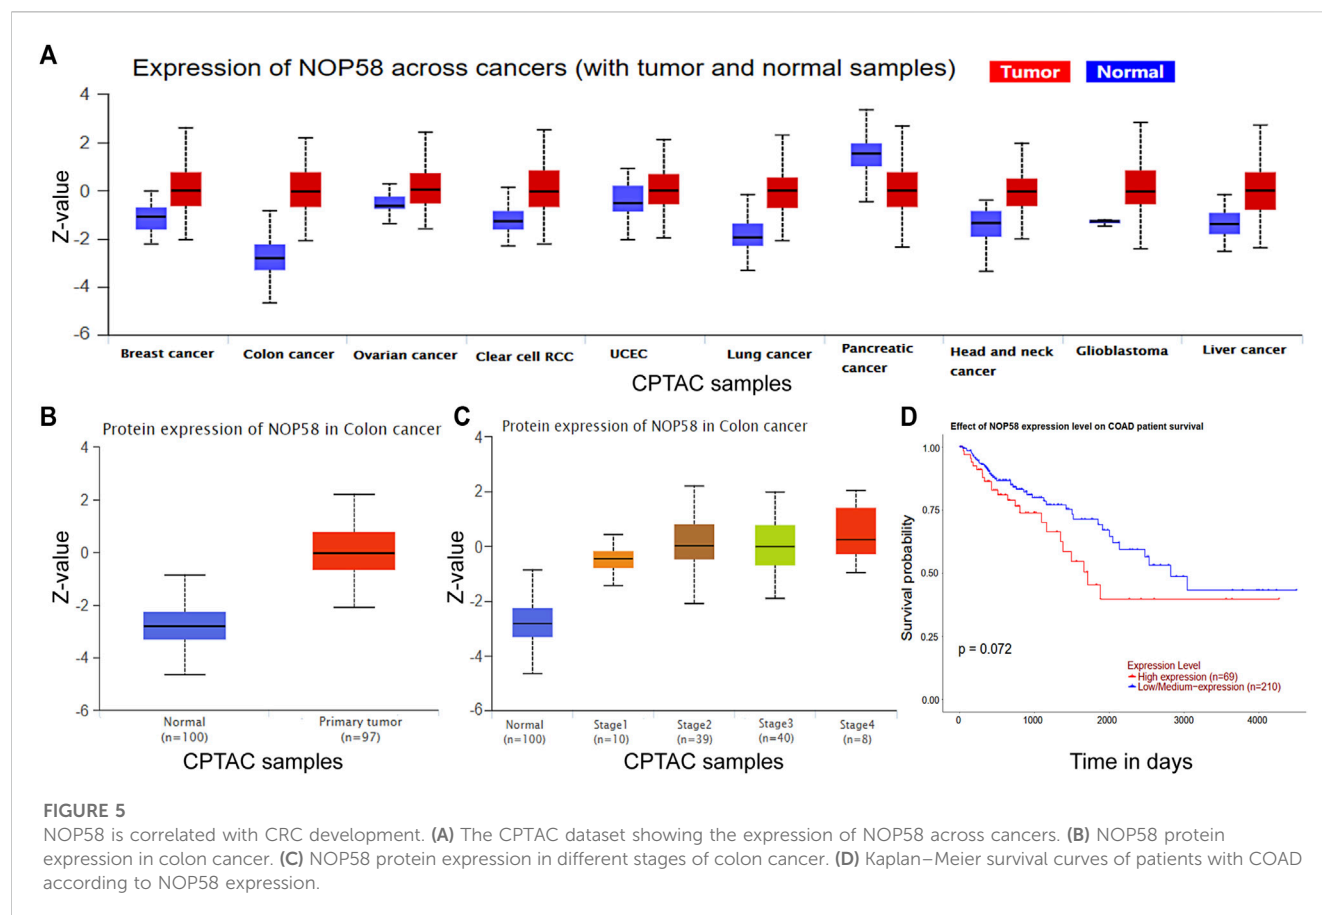 A
Expression of NOP58 across cancers (with tumor and normal samples)
Tumor
Normal
Z-value
4
2
0
-2
-4
-6
Breast cancer
Colon cancer
Ovarian cancer
Clear cell RCC
UCEC
Lung cancer
Pancreatic
cancer
Head and neck
cancer
Glioblastoma
Liver cancer
CPTAC samples
B
Protein expression of NOP58 in Colon cancer
Z-value
4
2
0
-2
-4
-6
Normal
(n=100)
Primary tumor
(n=97)
CPTAC samples
C
Protein expression of NOP58 in Colon cancer
Z-value
4
2
0
-2
-4
-6
Normal
(n=100)
Stage1
(n=10)
Stage2
(n=39)
Stage3
(n=40)
Stage4
(n=8)
CPTAC samples
D
Effect of NOP58 expression level on COAD patient survival
Survival probability
1.00
0.75
0.50
0.25
0.00
p = 0.072
Expression Level
High expression (n=69)
Low/Medium-expression (n=210)
0
1000
2000
3000
4000
Time in days
FIGURE 5
NOP58 is correlated with CRC development. (A) The CPTAC dataset showing the expression of NOP58 across cancers. (B) NOP58 protein
expression in colon cancer. (C) NOP58 protein expression in different stages of colon cancer. (D) Kaplan–Meier survival curves of patients with COAD
according to NOP58 expression.